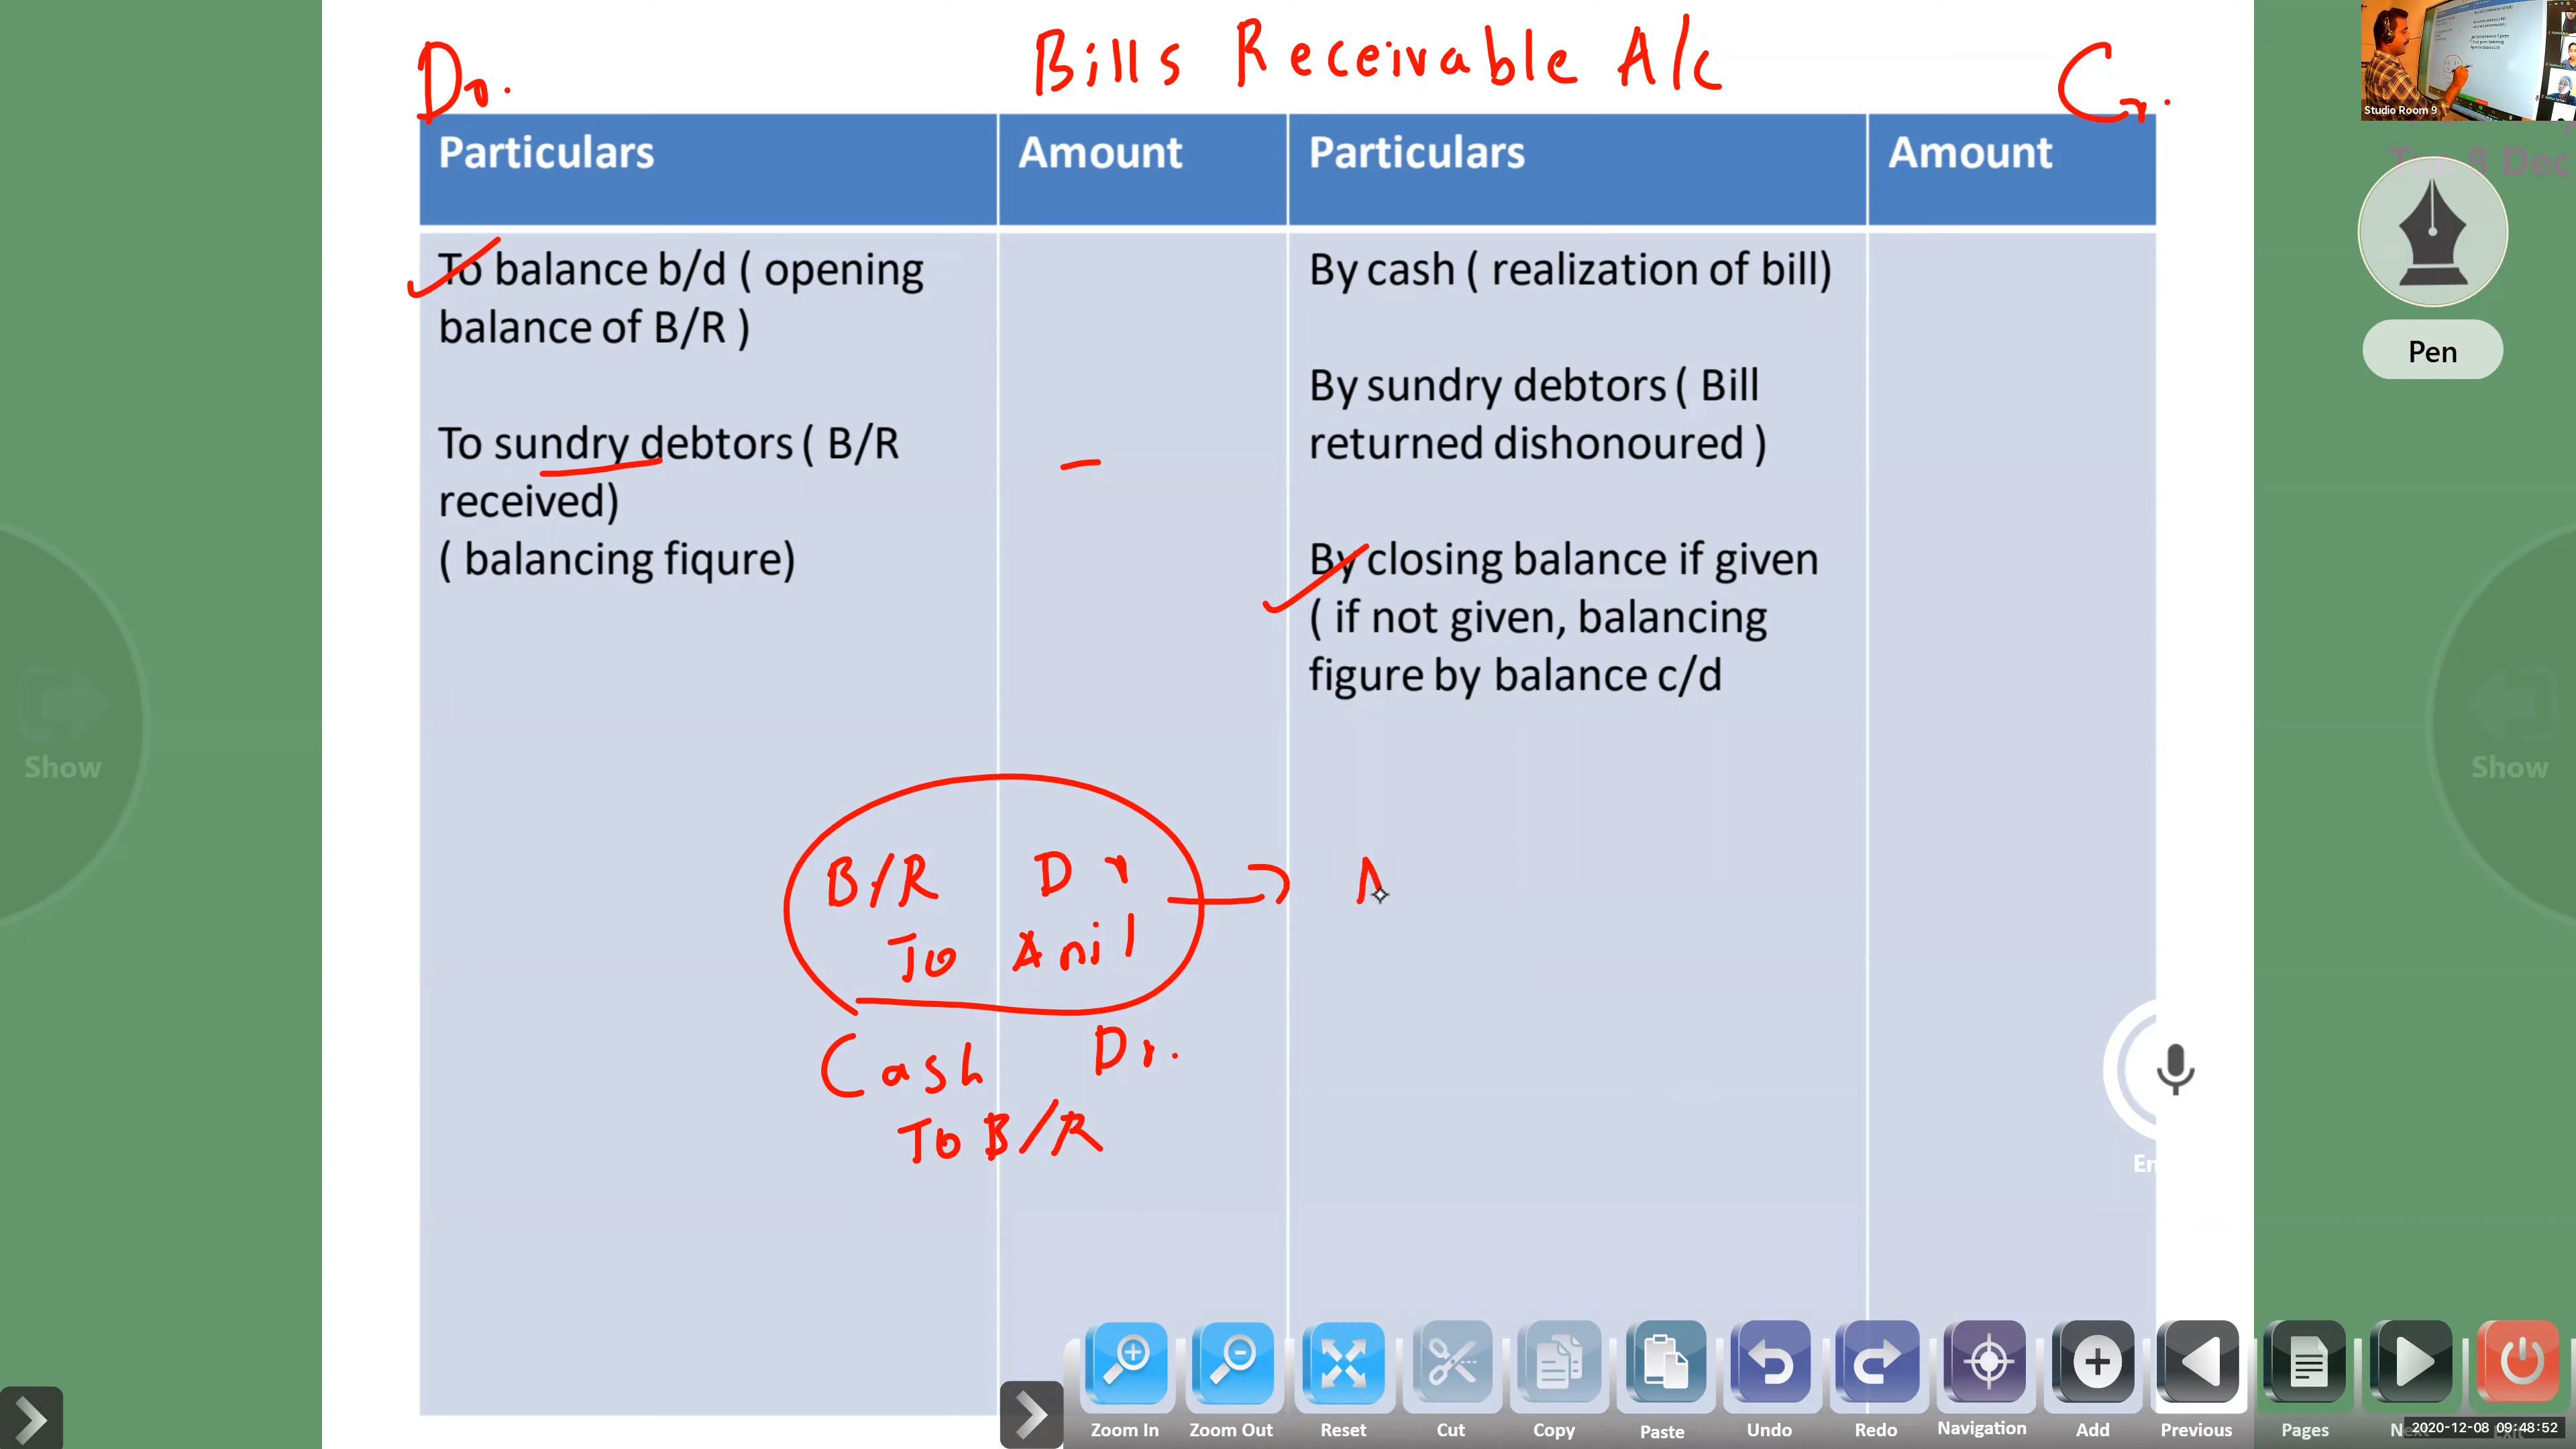 Dr.
Bills Receivable A/c
Cr.
Studio Room 9
Particulars
Amount
Particulars
Amount
To balance b/d ( opening
balance of B/R )
To sundry debtors ( B/R
received)
( balancing fiqure)
By cash ( realization of bill)
By sundry debtors ( Bill
returned dishonoured )
By closing balance if given
( if not given, balancing
figure by balance c/d
B/R Dr
To Anil
Cash Dr.
To B/R
8 Dec
Pen
Show
Show
Zoom In
Zoom Out
Reset
Cut
Copy
Paste
Undo
Redo
Navigation
Add
Previous
Pages
2020-12-08 09:48:52